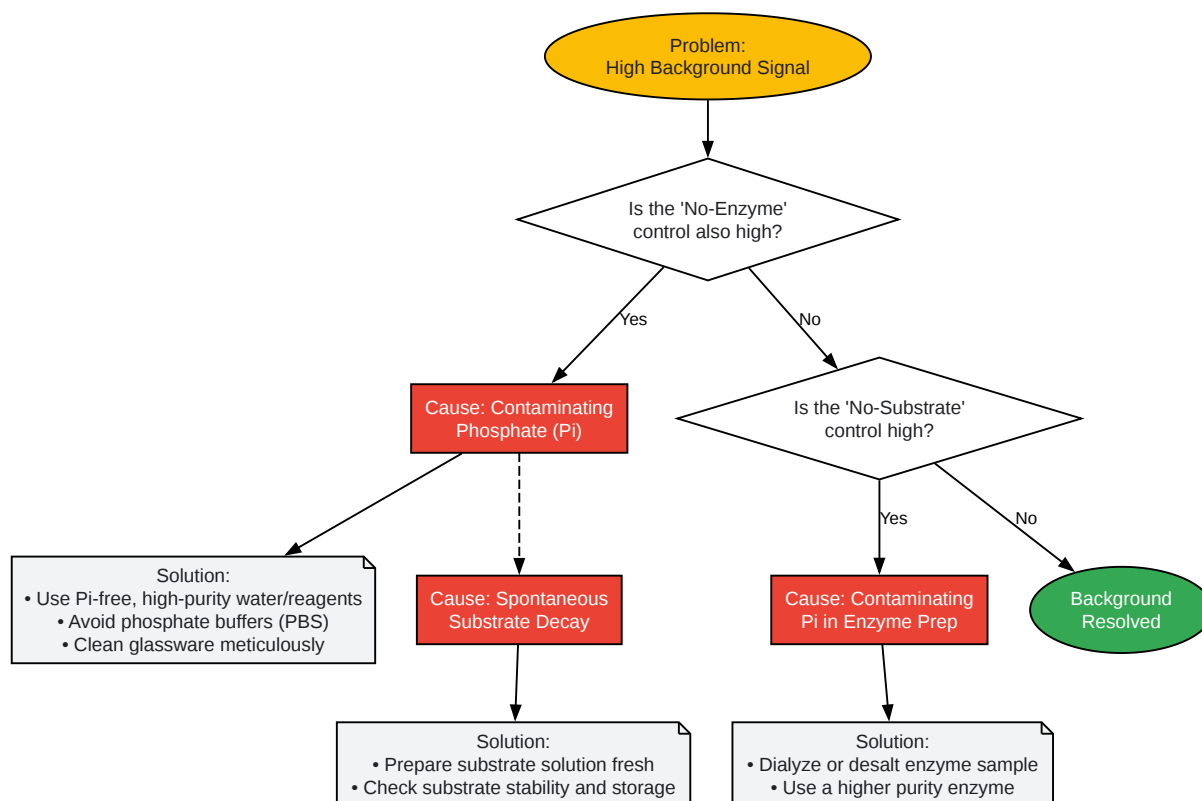 Problem:
High Background Signal
Is the 'No-Enzyme'
control also high?
Yes
No
Cause: Contaminating
Phosphate (Pi)
Is the 'No-Substrate'
control high?
Yes
No
Solution:
• Use Pi-free, high-purity water/reagents
• Avoid phosphate buffers (PBS)
• Clean glassware meticulously
Cause: Spontaneous
Substrate Decay
Cause: Contaminating
Pi in Enzyme Prep
Background
Resolved
Solution:
• Prepare substrate solution fresh
• Check substrate stability and storage
Solution:
• Dialyze or desalt enzyme sample
• Use a higher purity enzyme